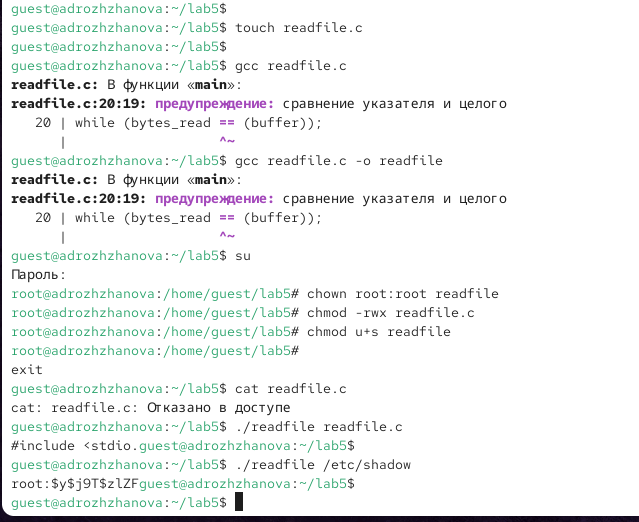 guest@adrozhzhanova:~/lab5$
guest@adrozhzhanova:~/lab5$ touch readfile.c
guest@adrozhzhanova:~/lab5$
guest@adrozhzhanova:~/lab5$ gcc readfile.c
readfile.c: В функции «main»:
readfile.c:20:19: предупреждение: сравнение указателя и целого
   20 | while (bytes_read == (buffer));
      |                   ^~
guest@adrozhzhanova:~/lab5$ gcc readfile.c -o readfile
readfile.c: В функции «main»:
readfile.c:20:19: предупреждение: сравнение указателя и целого
   20 | while (bytes_read == (buffer));
      |                   ^~
guest@adrozhzhanova:~/lab5$ su
Пароль:
root@adrozhzhanova:/home/guest/lab5# chown root:root readfile
root@adrozhzhanova:/home/guest/lab5# chmod -rwx readfile.c
root@adrozhzhanova:/home/guest/lab5# chmod u+s readfile
root@adrozhzhanova:/home/guest/lab5#
exit
guest@adrozhzhanova:~/lab5$ cat readfile.c
cat: readfile.c: Отказано в доступе
guest@adrozhzhanova:~/lab5$ ./readfile readfile.c
#include <stdio.guest@adrozhzhanova:~/lab5$
guest@adrozhzhanova:~/lab5$ ./readfile /etc/shadow
root:$y$j9T$zlZFguest@adrozhzhanova:~/lab5$
guest@adrozhzhanova:~/lab5$